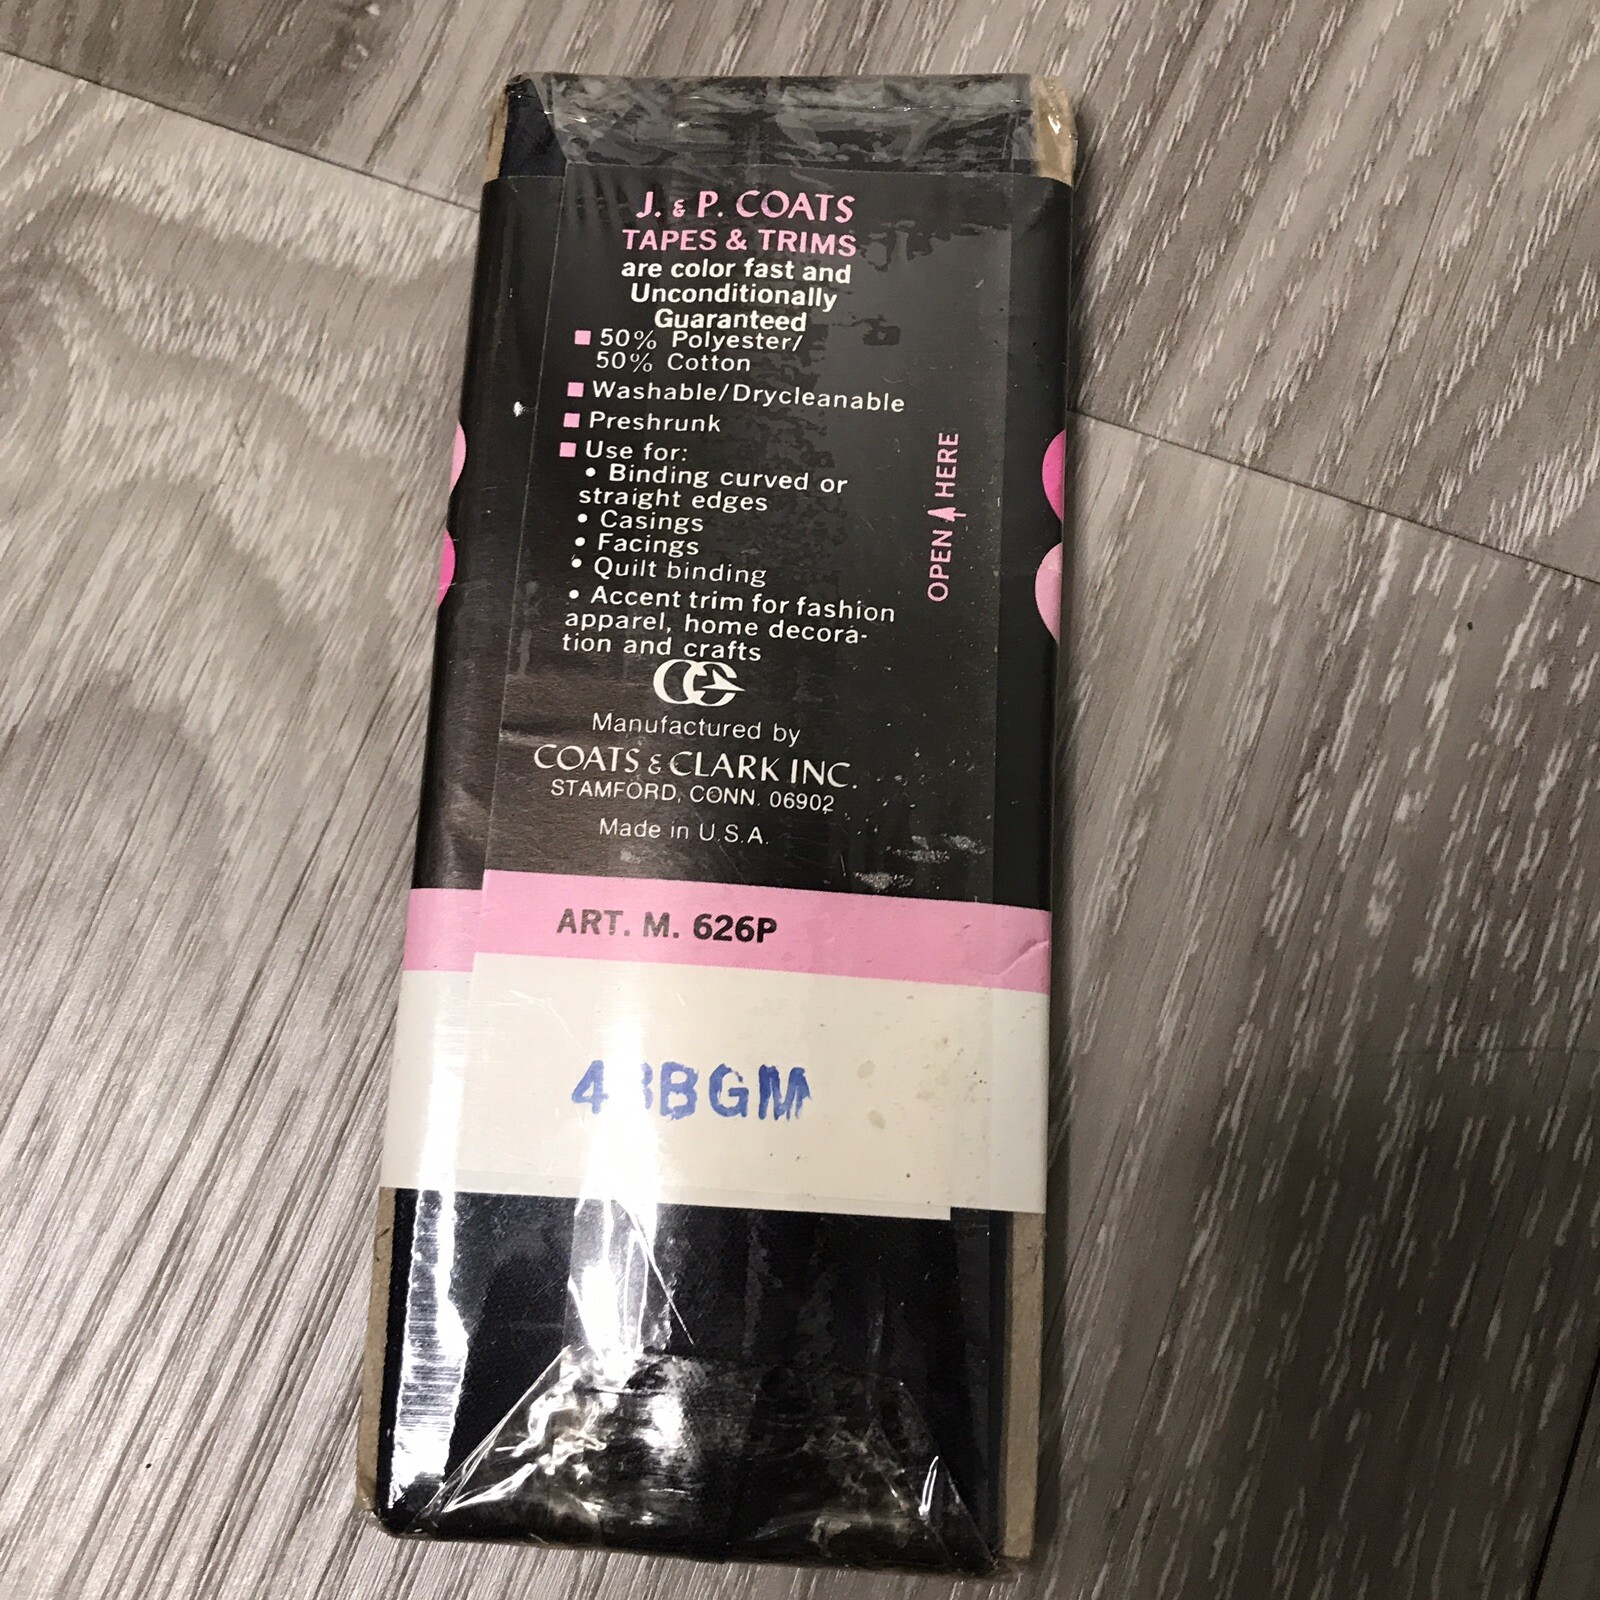 J. & P. COATS
TAPES & TRIMS
are color fast and
Unconditionally
Guaranteed
50% Polyester/
50% Cotton
Washable/Drycleanable
Preshrunk
Use for:
• Binding curved or
straight edges
• Casings
• Facings
• Quilt binding
• Accent trim for fashion
apparel, home decora-
tion and crafts
OPEN HERE
Manufactured by
COATS & CLARK INC.
STAMFORD, CONN. 06902
Made in U.S.A.
ART. M. 626P